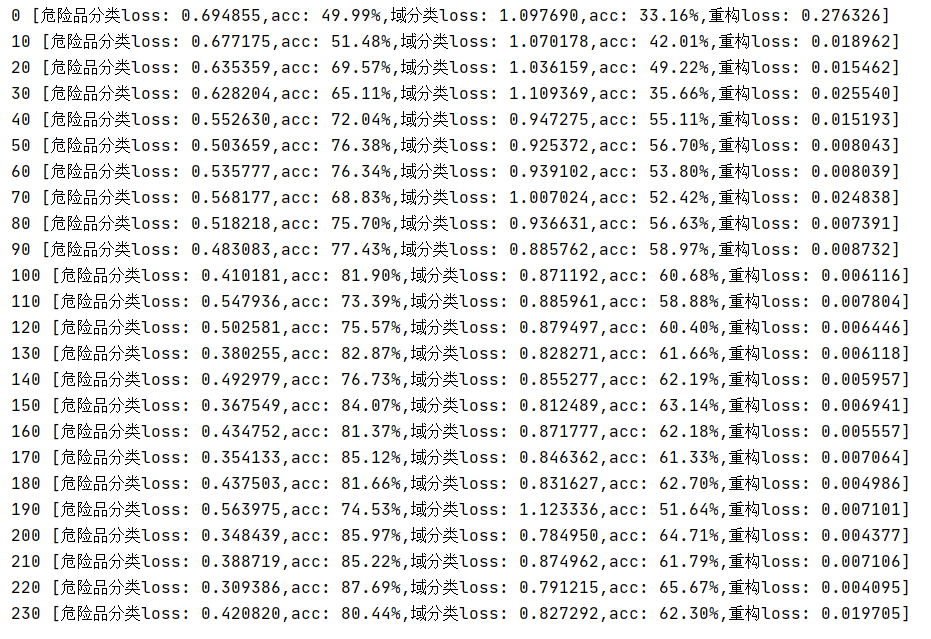 0 [危险品分类loss: 0.694855,acc: 49.99%,域分类loss: 1.097690,acc: 33.16%,重构loss: 0.276326]
10 [危险品分类loss: 0.677175,acc: 51.48%,域分类loss: 1.070178,acc: 42.01%,重构loss: 0.018962]
20 [危险品分类loss: 0.635359,acc: 69.57%,域分类loss: 1.036159,acc: 49.22%,重构loss: 0.015462]
30 [危险品分类loss: 0.628204,acc: 65.11%,域分类loss: 1.109369,acc: 35.66%,重构loss: 0.025540]
40 [危险品分类loss: 0.552630,acc: 72.04%,域分类loss: 0.947275,acc: 55.11%,重构loss: 0.015193]
50 [危险品分类loss: 0.503659,acc: 76.38%,域分类loss: 0.925372,acc: 56.70%,重构loss: 0.008043]
60 [危险品分类loss: 0.535777,acc: 76.34%,域分类loss: 0.939102,acc: 53.80%,重构loss: 0.008039]
70 [危险品分类loss: 0.568177,acc: 68.83%,域分类loss: 1.007024,acc: 52.42%,重构loss: 0.024838]
80 [危险品分类loss: 0.518218,acc: 75.70%,域分类loss: 0.936631,acc: 56.63%,重构loss: 0.007391]
90 [危险品分类loss: 0.483083,acc: 77.43%,域分类loss: 0.885762,acc: 58.97%,重构loss: 0.008732]
100 [危险品分类loss: 0.410181,acc: 81.90%,域分类loss: 0.871192,acc: 60.68%,重构loss: 0.006116]
110 [危险品分类loss: 0.547936,acc: 73.39%,域分类loss: 0.885961,acc: 58.88%,重构loss: 0.007804]
120 [危险品分类loss: 0.502581,acc: 75.57%,域分类loss: 0.879497,acc: 60.40%,重构loss: 0.006446]
130 [危险品分类loss: 0.380255,acc: 82.87%,域分类loss: 0.828271,acc: 61.66%,重构loss: 0.006118]
140 [危险品分类loss: 0.492979,acc: 76.73%,域分类loss: 0.855277,acc: 62.19%,重构loss: 0.005957]
150 [危险品分类loss: 0.367549,acc: 84.07%,域分类loss: 0.812489,acc: 63.14%,重构loss: 0.006941]
160 [危险品分类loss: 0.434752,acc: 81.37%,域分类loss: 0.871777,acc: 62.18%,重构loss: 0.005557]
170 [危险品分类loss: 0.354133,acc: 85.12%,域分类loss: 0.846362,acc: 61.33%,重构loss: 0.007064]
180 [危险品分类loss: 0.437503,acc: 81.66%,域分类loss: 0.831627,acc: 62.70%,重构loss: 0.004986]
190 [危险品分类loss: 0.563975,acc: 74.53%,域分类loss: 1.123336,acc: 51.64%,重构loss: 0.007101]
200 [危险品分类loss: 0.348439,acc: 85.97%,域分类loss: 0.784950,acc: 64.71%,重构loss: 0.004377]
210 [危险品分类loss: 0.388719,acc: 85.22%,域分类loss: 0.874962,acc: 61.79%,重构loss: 0.007106]
220 [危险品分类loss: 0.309386,acc: 87.69%,域分类loss: 0.791215,acc: 65.67%,重构loss: 0.004095]
230 [危险品分类loss: 0.420820,acc: 80.44%,域分类loss: 0.827292,acc: 62.30%,重构loss: 0.019705]